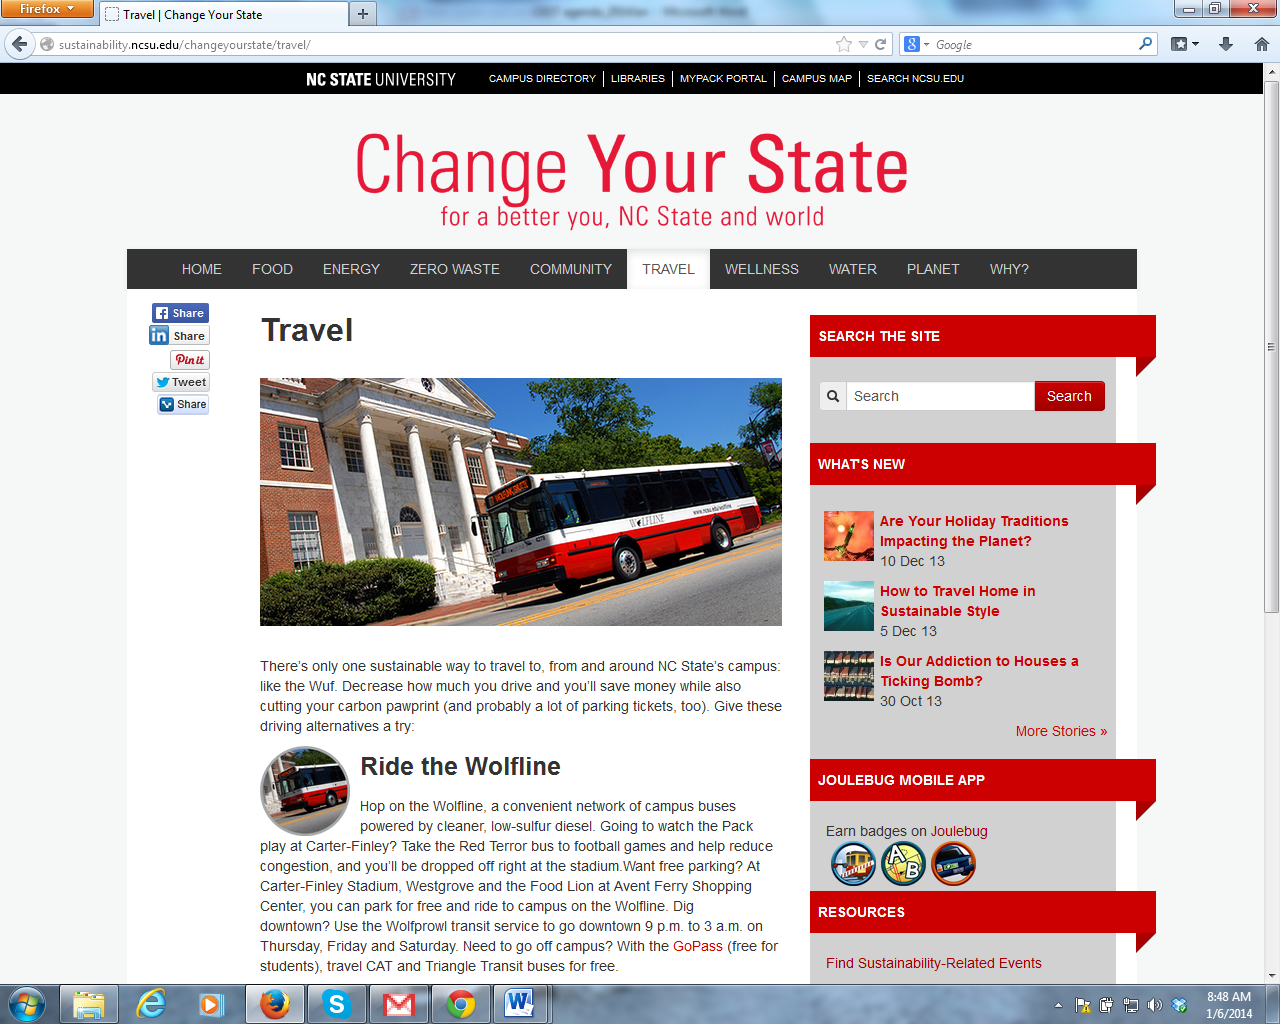 Firefox
Travel | Change Your State
sustainability.ncsu.edu/changeyourstate/travel/
Google
NC STATE UNIVERSITY
CAMPUS DIRECTORY
LIBRARIES
MYPACK PORTAL
CAMPUS MAP
SEARCH NCSU.EDU
Change Your State
for a better you, NC State and world
HOME FOOD ENERGY ZERO WASTE COMMUNITY TRAVEL WELLNESS WATER PLANET WHY?
Share
Share
Pin it
Tweet
Share
Travel
WOLFLINE
www.ncsu.edu/wolfline
There's only one sustainable way to travel to, from and around NC State's campus:
like the Wuf. Decrease how much you drive and you'll save money while also
cutting your carbon pawprint (and probably a lot of parking tickets, too). Give these
driving alternatives a try:
Ride the Wolfline
Hop on the Wolfline, a convenient network of campus buses
powered by cleaner, low-sulfur diesel. Going to watch the Pack
play at Carter-Finley? Take the Red Terror bus to football games and help reduce
congestion, and you'll be dropped off right at the stadium.Want free parking? At
Carter-Finley Stadium, Westgrove and the Food Lion at Avent Ferry Shopping
Center, you can park for free and ride to campus on the Wolfline. Dig
downtown? Use the Wolfprowl transit service to go downtown 9 p.m. to 3 a.m. on
Thursday, Friday and Saturday. Need to go off campus? With the GoPass (free for
students), travel CAT and Triangle Transit buses for free.
SEARCH THE SITE
Search
Search
WHAT'S NEW
Are Your Holiday Traditions
Impacting the Planet?
10 Dec 13
How to Travel Home in
Sustainable Style
5 Dec 13
Is Our Addiction to Houses a
Ticking Bomb?
30 Oct 13
More Stories »
JOULEBUG MOBILE APP
Earn badges on Joulebug
A
B
RESOURCES
Find Sustainability-Related Events
8:48 AM
1/6/2014